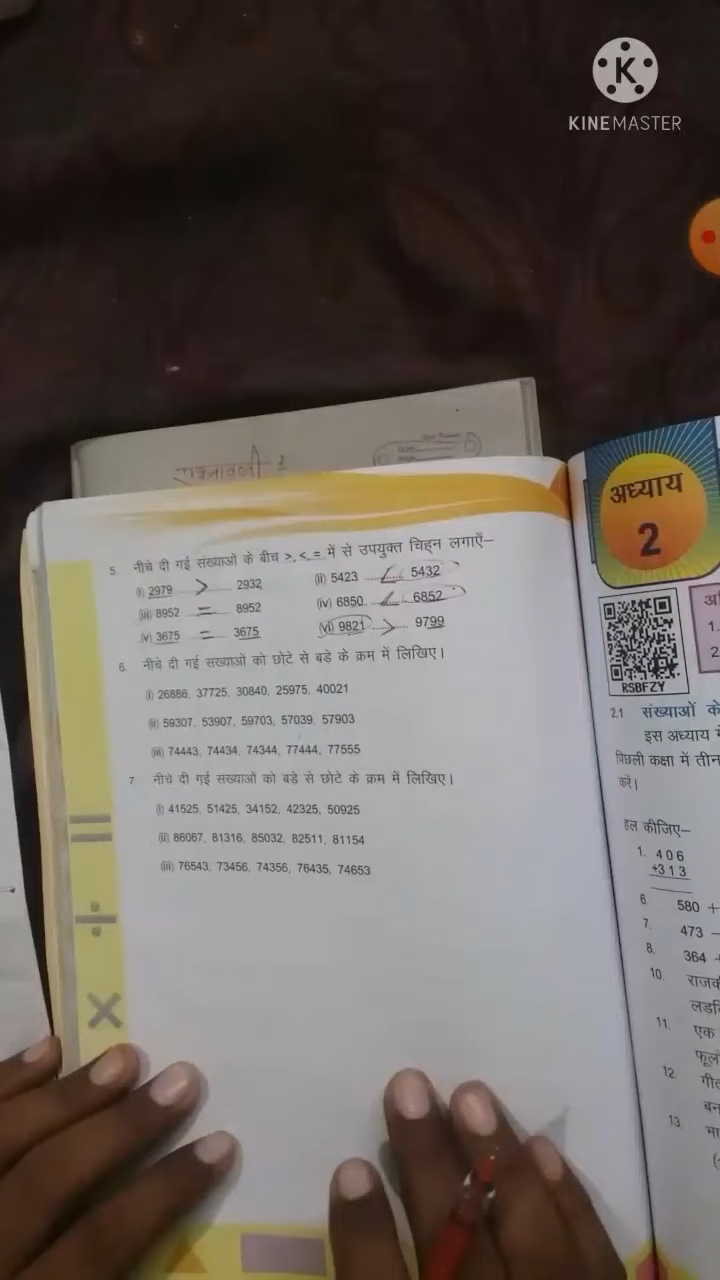 K
KINEMASTER
5. नीचे दी गई संख्याओं के बीच >, <, = में से उपयुक्त चिह्न लगाएँ–
(i) 2979 > 2932 (ii) 5423 < 5432
(iii) 8952 = 8952 (iv) 6850 < 6852
(v) 3675 = 3675 (vi) 9821 > 9799
6. नीचे दी गई संख्याओं को छोटे से बड़े के क्रम में लिखिए।
(i) 26886, 37725, 30840, 25975, 40021
(ii) 59307, 53907, 59703, 57039, 57903
(iii) 74443, 74434, 74344, 77444, 77555
7 नीचे दी गई संख्याओं को बड़े से छोटे के क्रम में लिखिए।
(i) 41525, 51425, 34152, 42325, 50925
(ii) 86067, 81316, 85032, 82511, 81154
(iii) 76543, 73456, 74356, 76435, 74653
=
÷
×
अध्याय
2
RSBFZY
1.
2
2.1 संख्याओं के
इस अध्याय में
पिछली कक्षा में तीन
करें।
हल कीजिए–
1. 406
+313
6. 580 +
7. 473 –
8. 364
10.
11. एक
12
13.